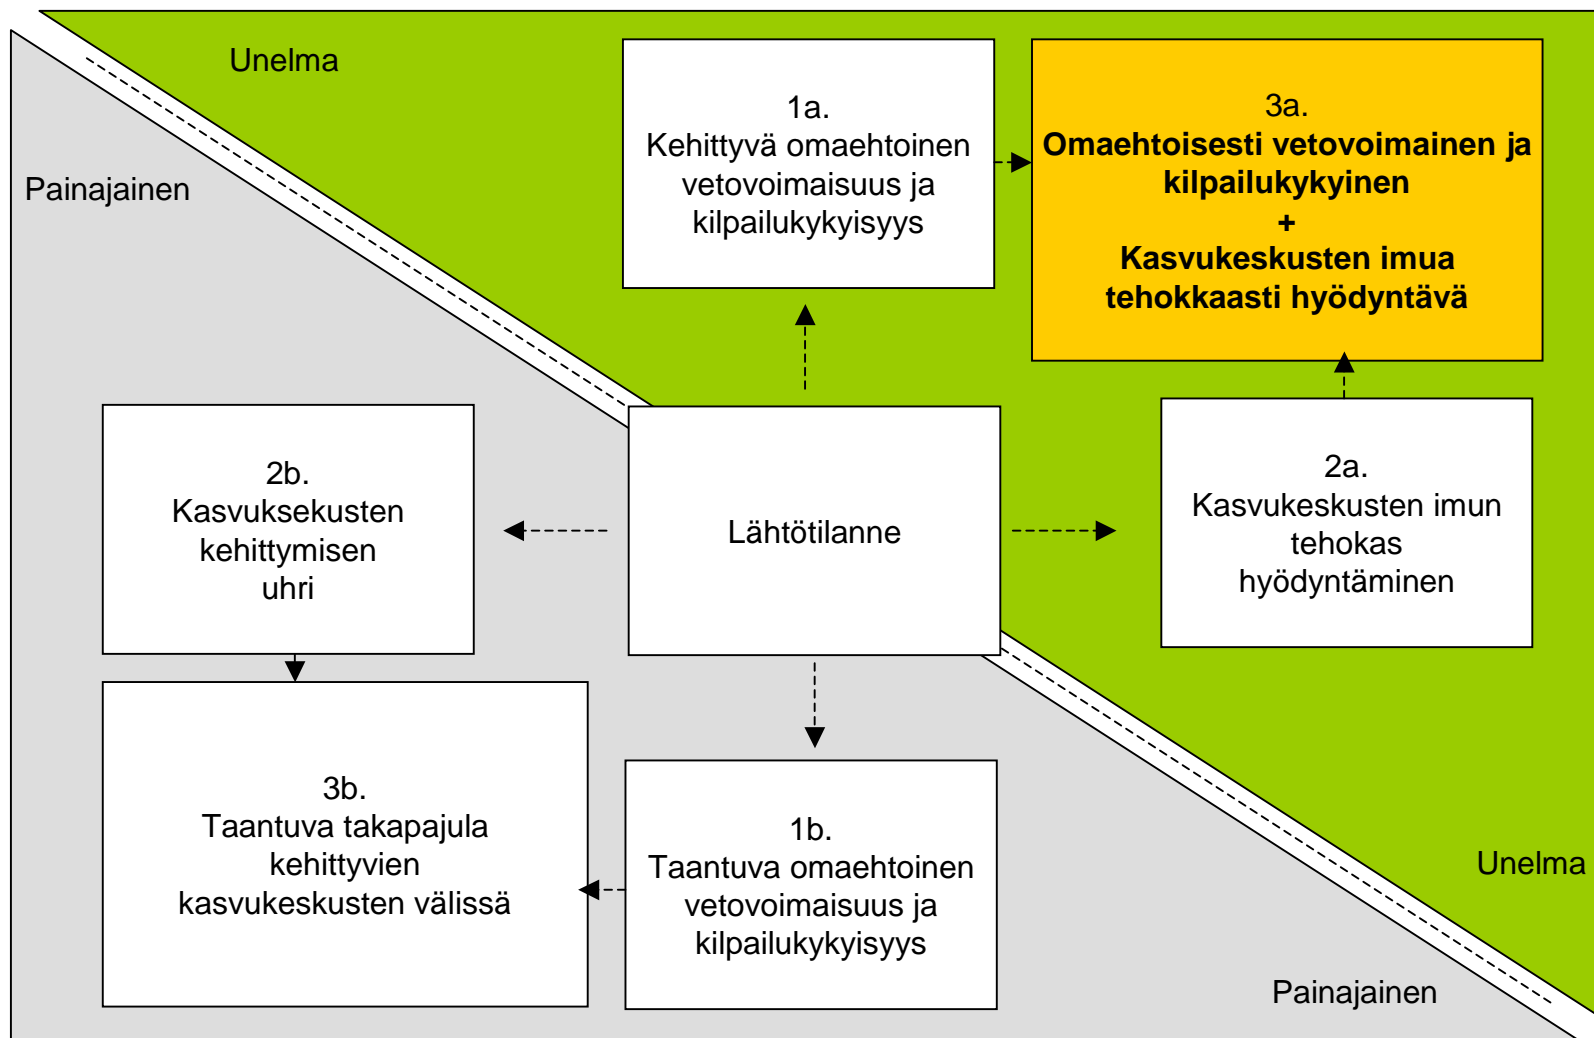 Unelma
Painajainen
1a.
Kehittyvä omaehtoinen
vetovoimaisuus ja
kilpailukykyisyys
3a.
Omaehtoisesti vetovoimainen ja
kilpailukykyinen
+
Kasvukeskusten imua
tehokkaasti hyödyntävä
2b.
Kasvuksekusten
kehittymisen
uhri
Lähtötilanne
2a.
Kasvukeskusten imun
tehokas
hyödyntäminen
3b.
Taantuva takapajula
kehittyvien
kasvukeskusten välissä
1b.
Taantuva omaehtoinen
vetovoimaisuus ja
kilpailukykyisyys
Unelma
Painajainen